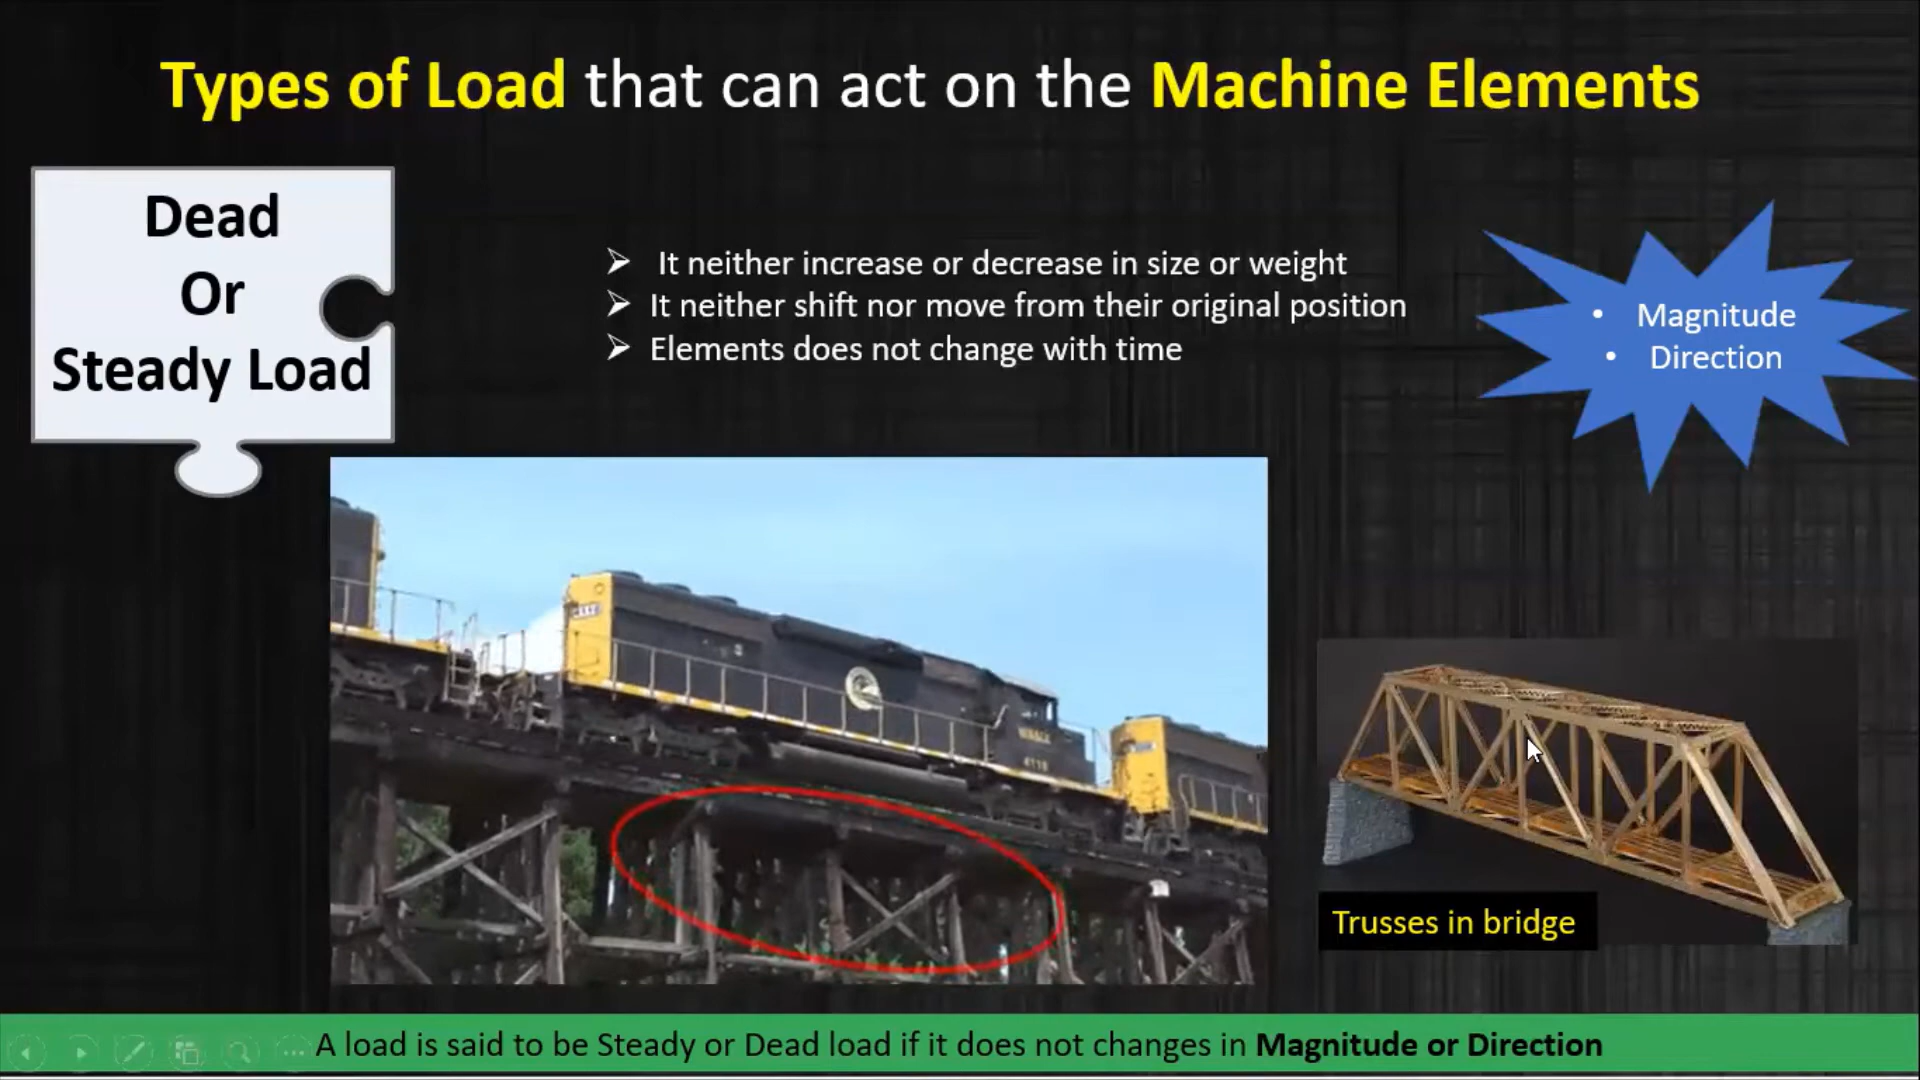 Types of Load that can act on the Machine Elements
Dead
Or
Steady Load
➢ It neither increase or decrease in size or weight
➢ It neither shift nor move from their original position
➢ Elements does not change with time
• Magnitude
• Direction
4118
Trusses in bridge
A load is said to be Steady or Dead load if it does not changes in Magnitude or Direction